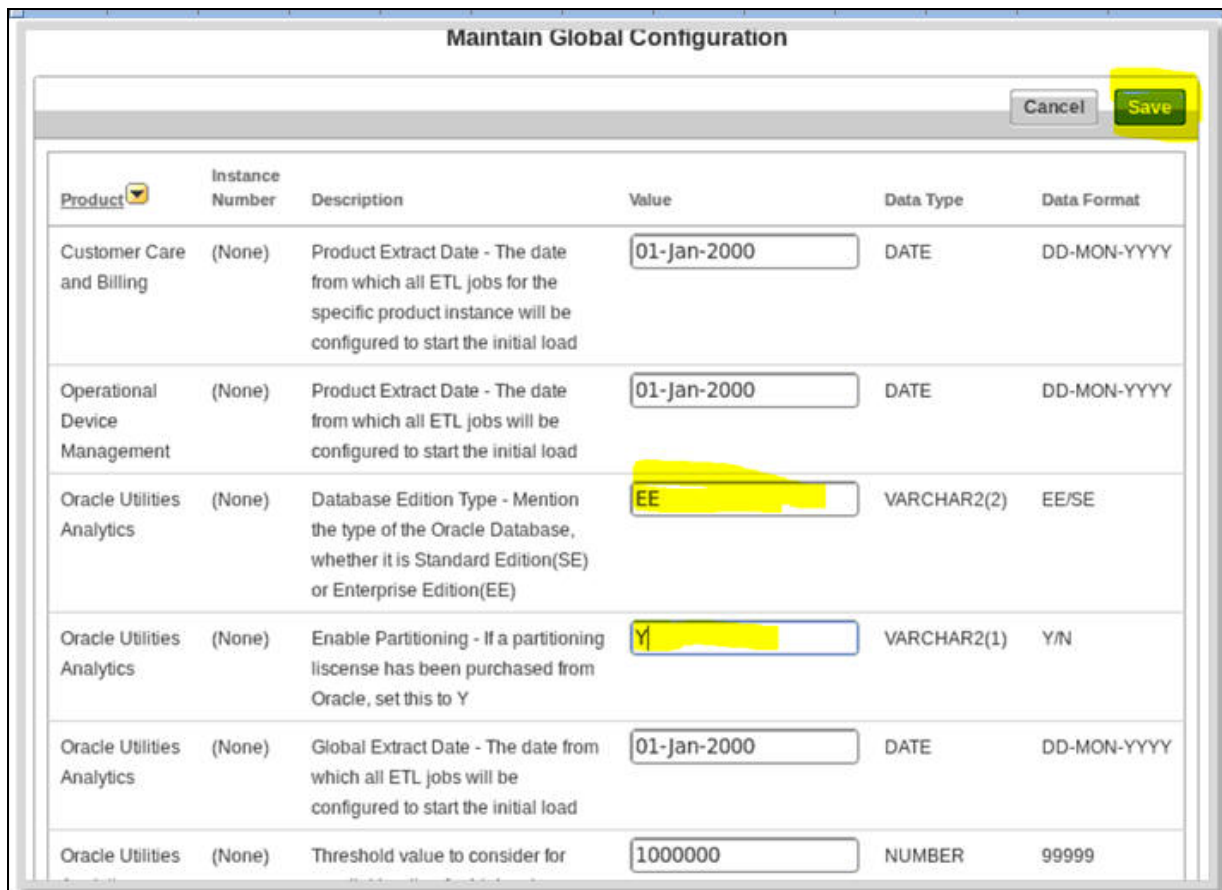 Maintain Global Configuration
Cancel Save
Product Instance Number Description Value Data Type Data Format
Customer Care (None) Product Extract Date - The date 01-Jan-2000 DATE DD-MON-YYYY
and Billing from which all ETL jobs for the
specific product instance will be
configured to start the initial load
Operational (None) Product Extract Date - The date 01-Jan-2000 DATE DD-MON-YYYY
Device from which all ETL jobs will be
Management configured to start the initial load
Oracle Utilities (None) Database Edition Type - Mention EE VARCHAR2(2) EE/SE
Analytics the type of the Oracle Database,
whether it is Standard Edition(SE)
or Enterprise Edition(EE)
Oracle Utilities (None) Enable Partitioning - If a partitioning Y VARCHAR2(1) Y/N
Analytics liscense has been purchased from
Oracle, set this to Y
Oracle Utilities (None) Global Extract Date - The date from 01-Jan-2000 DATE DD-MON-YYYY
Analytics which all ETL jobs will be
configured to start the initial load
Oracle Utilities (None) Threshold value to consider for 1000000 NUMBER 99999